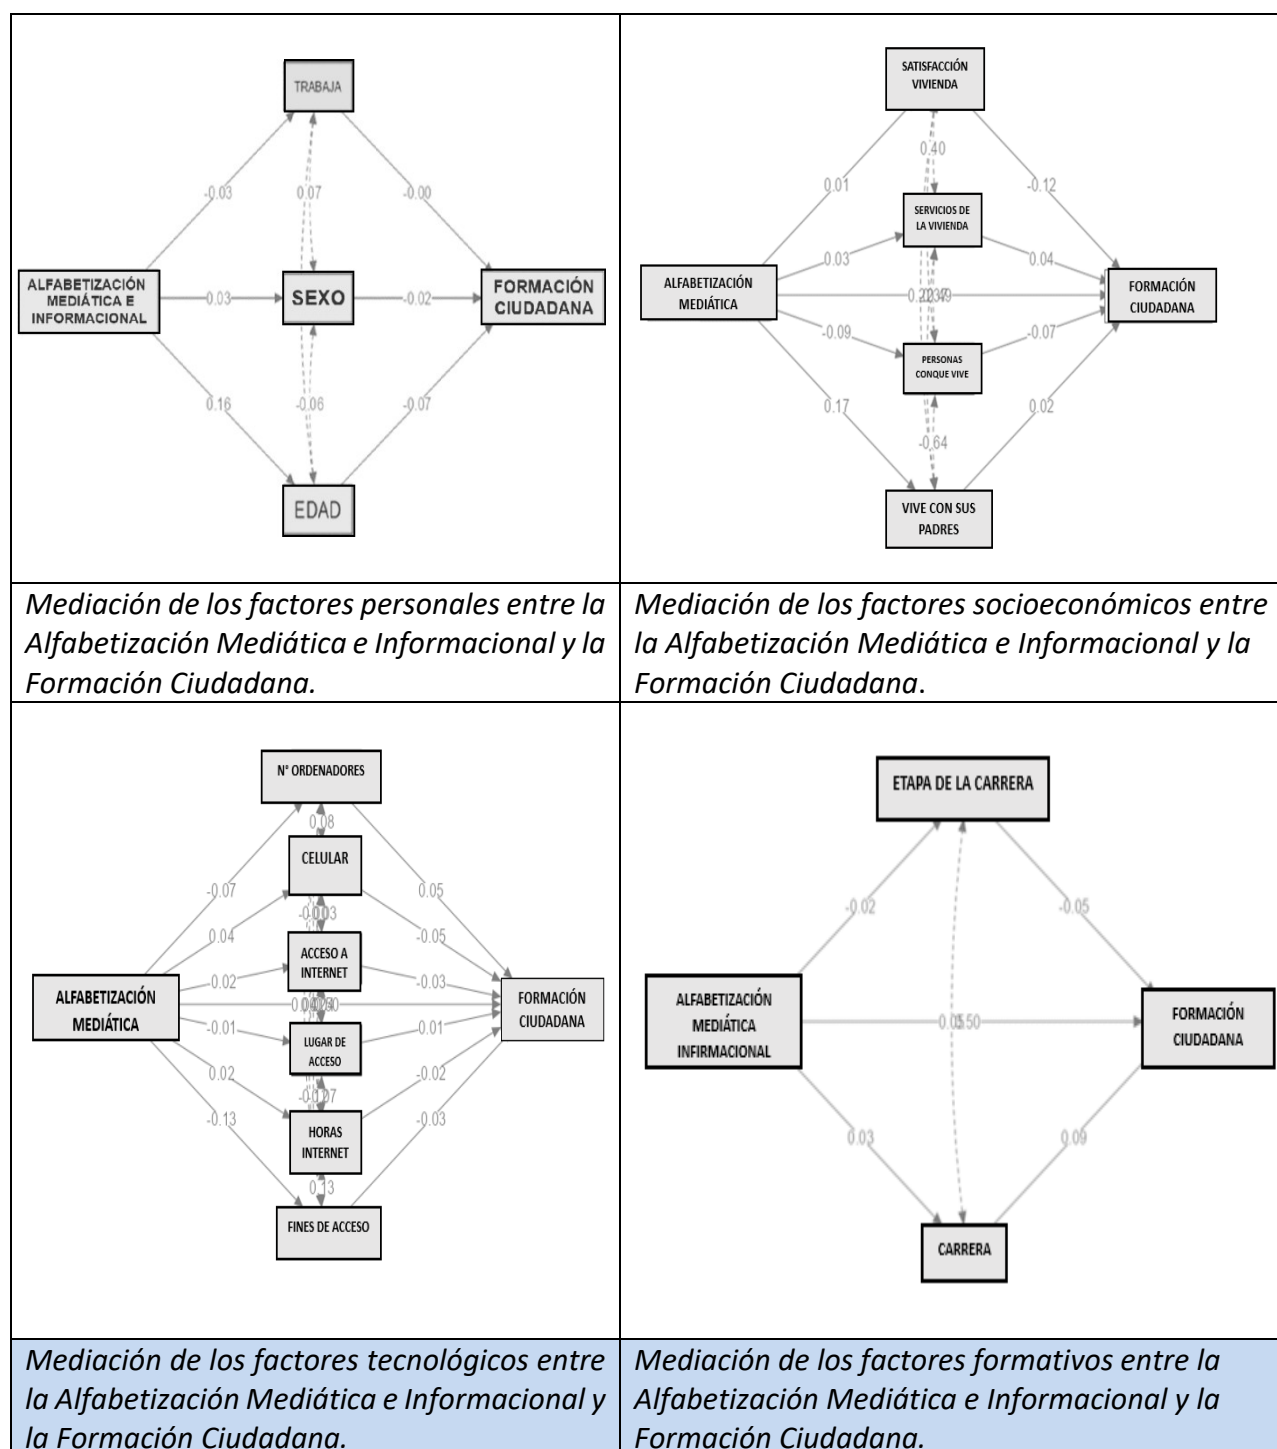 TRABAJA
-0.03
0.07
-0.00
ALFABETIZACIÓN
MEDIÁTICA E
INFORMACIONAL
0.03
SEXO
-0.02
FORMACIÓN
CIUDADANA
0.16
-0.06
-0.07
EDAD
SATISFACCIÓN
VIVIENDA
0.40
0.01
-0.12
SERVICIOS DE
LA VIVIENDA
0.03
0.04
ALFABETIZACIÓN
MEDIÁTICA
FORMACIÓN
CIUDADANA
-0.09
-0.07
PERSONAS
CONQUE VIVE
0.17
0.02
-0.64
VIVE CON SUS
PADRES
Mediación de los factores personales entre la
Alfabetización Mediática e Informacional y la
Formación Ciudadana.
Mediación de los factores socioeconómicos entre
la Alfabetización Mediática e Informacional y la
Formación Ciudadana.
N° ORDENADORES
0.08
CELULAR
-0.07
0.05
0.04
-0.05
ACCESO A
INTERNET
0.02
-0.03
ALFABETIZACIÓN
MEDIÁTICA
FORMACIÓN
CIUDADANA
-0.01
0.01
LUGAR DE
ACCESO
0.02
-0.02
-0.13
-0.03
HORAS
INTERNET
0.13
FINES DE ACCESO
ETAPA DE LA CARRERA
-0.02
-0.05
ALFABETIZACIÓN
MEDIÁTICA
INFIRMACIONAL
FORMACIÓN
CIUDADANA
0.03
0.09
CARRERA
Mediación de los factores tecnológicos entre
la Alfabetización Mediática e Informacional y
la Formación Ciudadana.
Mediación de los factores formativos entre la
Alfabetización Mediática e Informacional y la
Formación Ciudadana.